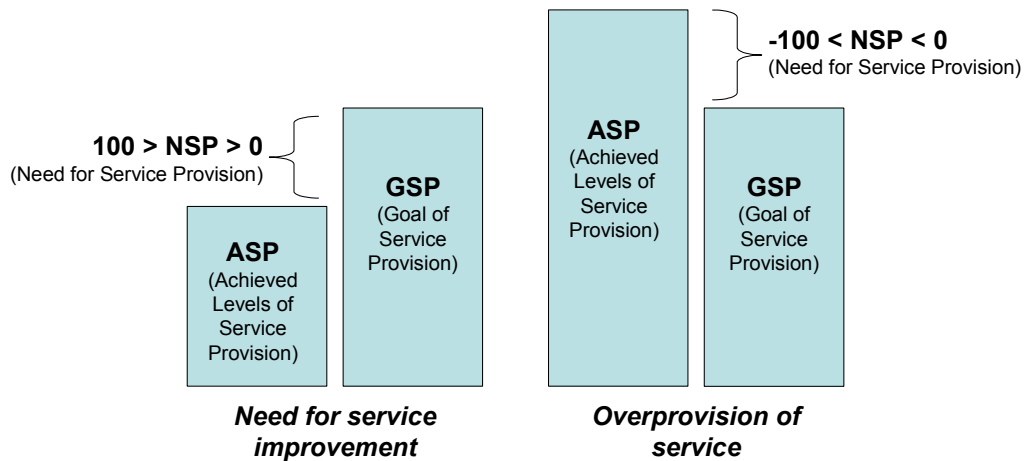 100 > NSP > 0
(Need for Service Provision)
ASP
(Achieved
Levels of
Service
Provision)
GSP
(Goal of
Service
Provision)
Need for service
improvement
-100 < NSP < 0
(Need for Service Provision)
ASP
(Achieved
Levels of
Service
Provision)
GSP
(Goal of
Service
Provision)
Overprovision of
service